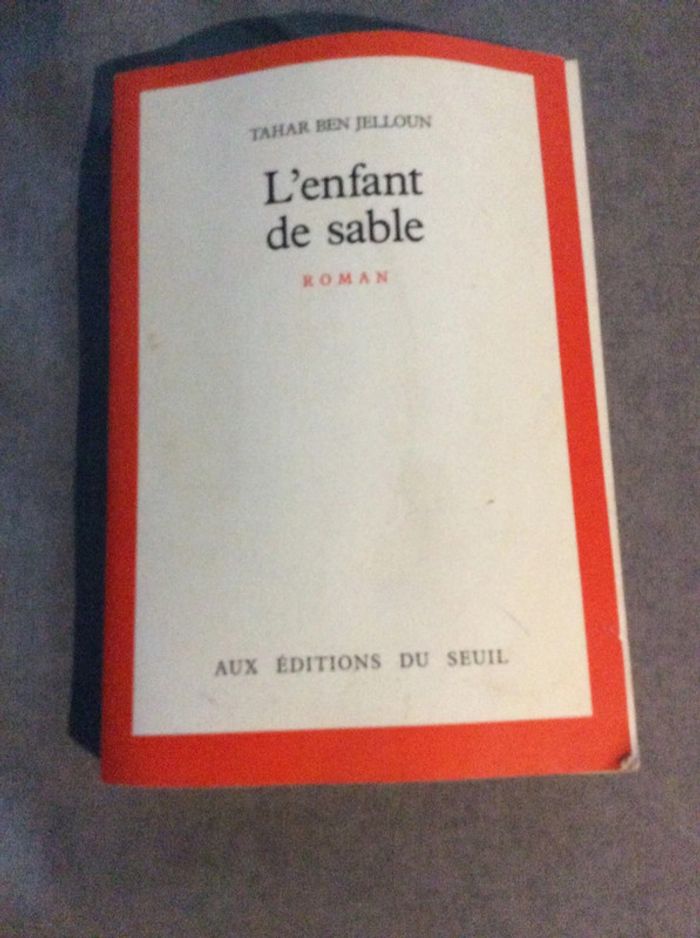 TAHAR BEN JELLOUN
L'enfant
de sable
ROMAN
AUX ÉDITIONS DU SEUIL